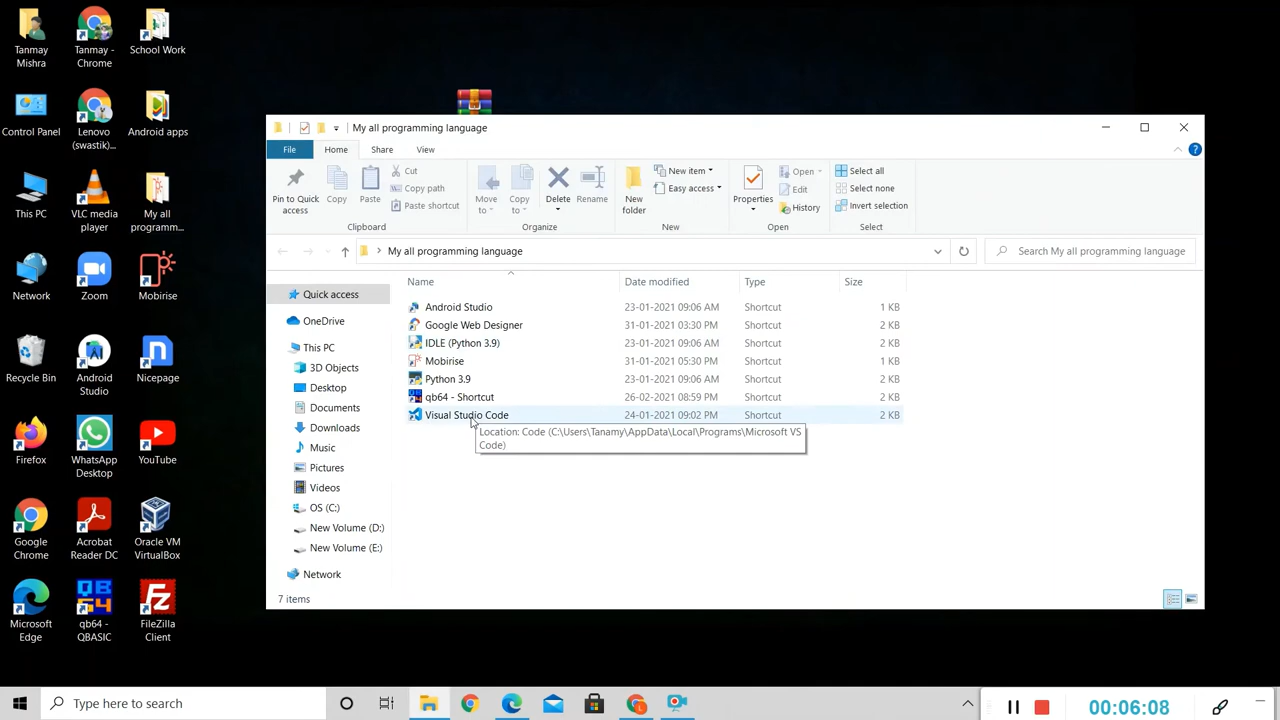 Tanmay Mishra
Tanmay - Chrome
School Work
Control Panel
Lenovo (swastik)...
Android apps
This PC
VLC media player
My all programm...
Network
Zoom
Mobirise
Recycle Bin
Android Studio
Nicepage
Firefox
WhatsApp Desktop
YouTube
Google Chrome
Acrobat Reader DC
Oracle VM VirtualBox
Microsoft Edge
qb64 - QBASIC
FileZilla Client
My all programming language
File Home Share View
Pin to Quick access
Copy
Paste
Cut
Copy path
Paste shortcut
Move to
Copy to
Delete
Rename
New folder
New item
Easy access
Properties
Open
Edit
History
Select all
Select none
Invert selection
Clipboard Organize New Open Select
My all programming language
Search My all programming language
Name Date modified Type Size
Android Studio 23-01-2021 09:06 AM Shortcut 1 KB
Google Web Designer 31-01-2021 03:30 PM Shortcut 2 KB
IDLE (Python 3.9) 23-01-2021 09:06 AM Shortcut 2 KB
Mobirise 31-01-2021 05:30 PM Shortcut 1 KB
Python 3.9 23-01-2021 09:06 AM Shortcut 2 KB
qb64 - Shortcut 26-02-2021 08:59 PM Shortcut 2 KB
Visual Studio Code 24-01-2021 09:02 PM Shortcut 2 KB
Location: Code (C:\Users\Tanamy\AppData\Local\Programs\Microsoft VS
Code)
Quick access
OneDrive
This PC
3D Objects
Desktop
Documents
Downloads
Music
Pictures
Videos
OS (C:)
New Volume (D:)
New Volume (E:)
Network
7 items
Type here to search
00:06:08